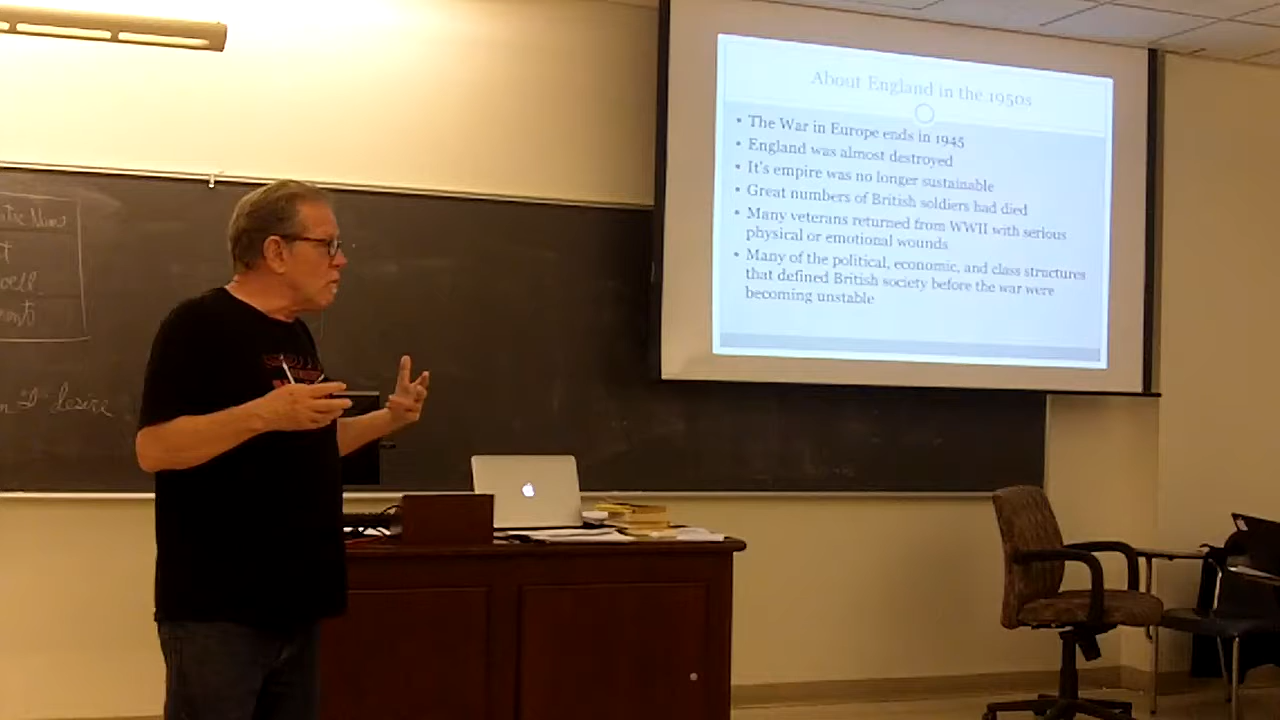 About England in the 1950s
• The War in Europe ends in 1945
• England was almost destroyed
• It's empire was no longer sustainable
• Great numbers of British soldiers had died
• Many veterans returned from WWII with serious
physical or emotional wounds
• Many of the political, economic, and class structures
that defined British society before the war were
becoming unstable
"I" desire